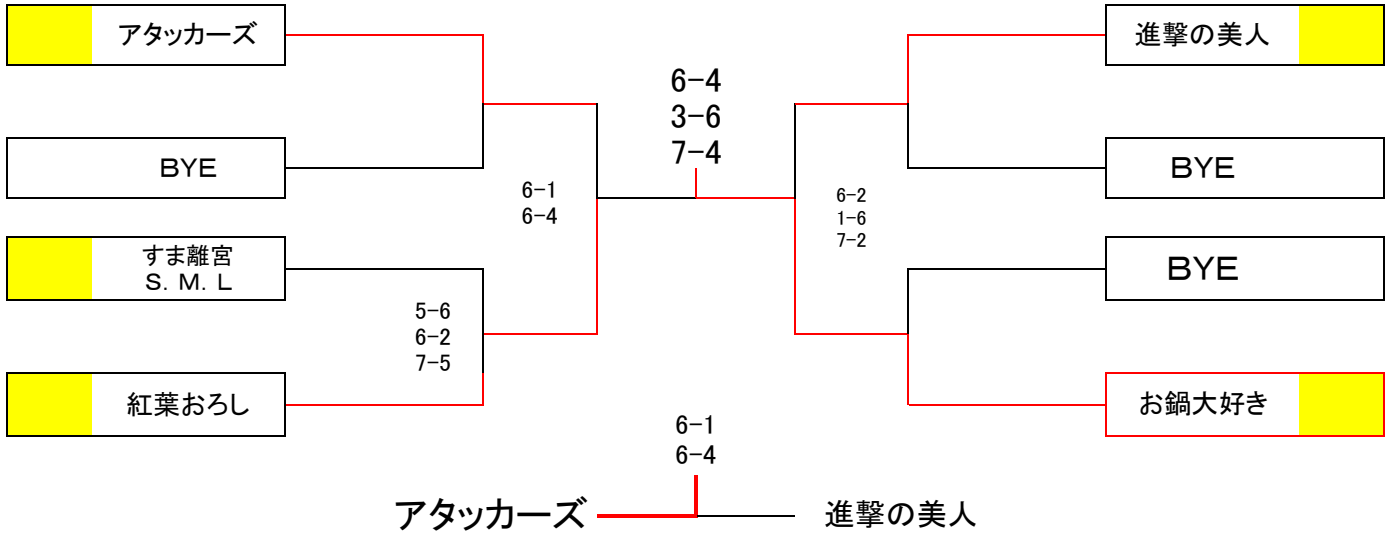 アタッカーズ
BYE
すま離宮
S．M．L
紅葉おろし
5-6
6-2
7-5
6-1
6-4
6-4
3-6
7-4
6-2
1-6
7-2
進撃の美人
BYE
BYE
お鍋大好き
6-1
6-4
アタッカーズ
進撃の美人